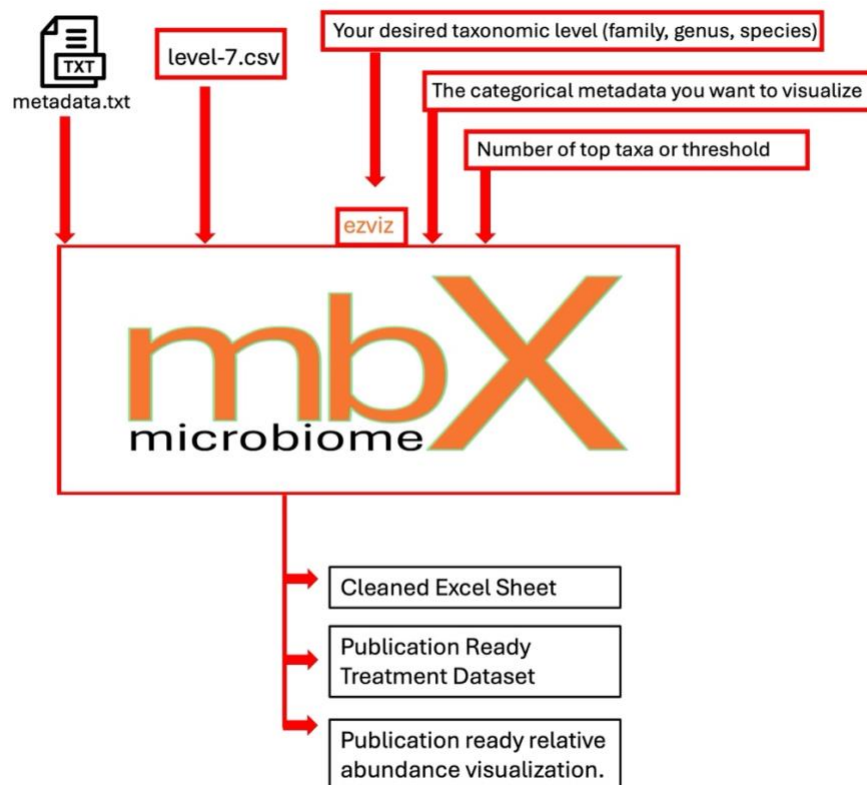 Your desired taxonomic level (family, genus, species)
TXT
metadata.txt
level-7.csv
The categorical metadata you want to visualize
Number of top taxa or threshold
ezviz
mbX
microbiome
Cleaned Excel Sheet
Publication Ready
Treatment Dataset
Publication ready relative
abundance visualization.